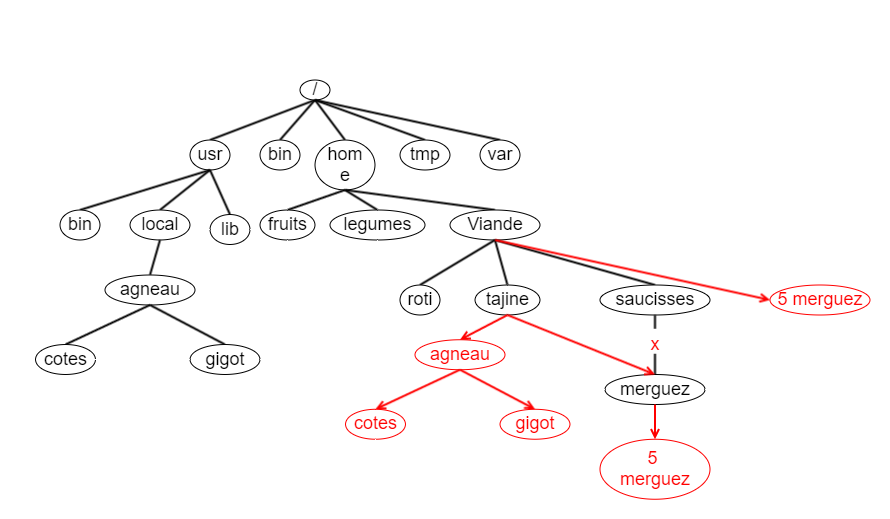 /
usr
bin
hom
e
tmp
var
bin
local
lib
fruits
legumes
Viande
agneau
roti
tajine
saucisses
5 merguez
cotes
gigot
agneau
x
merguez
cotes
gigot
5
merguez